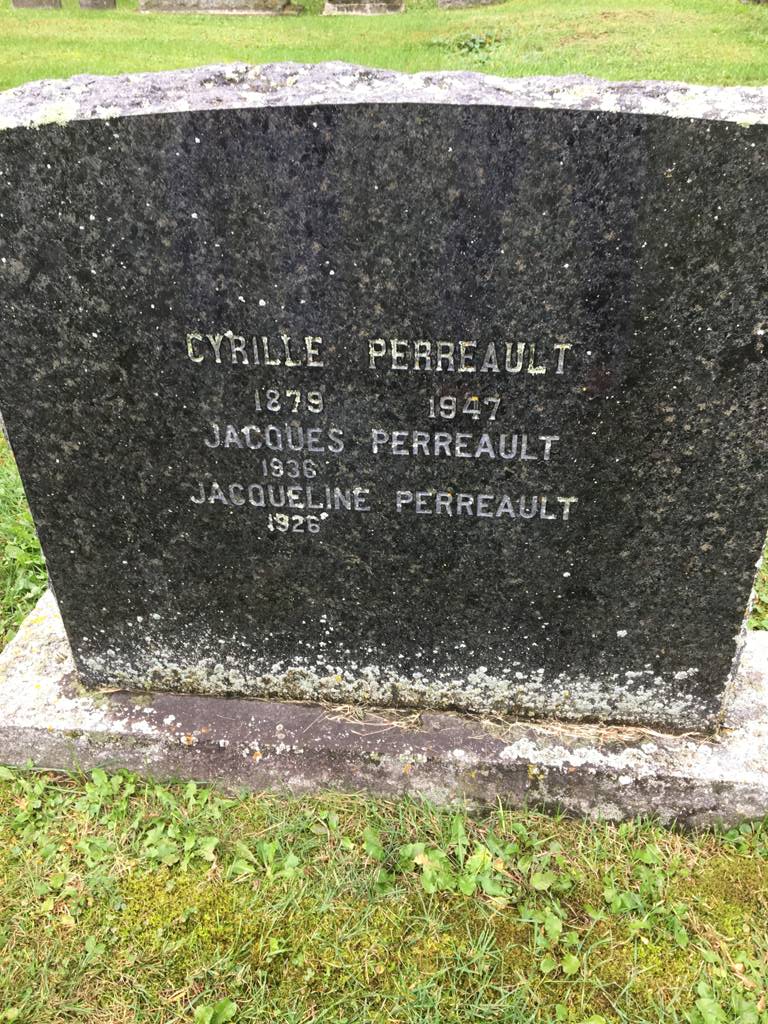 CYRILLE PERREAULT
1879 1947
JACQUES PERREAULT
1936
JACQUELINE PERREAULT
1926